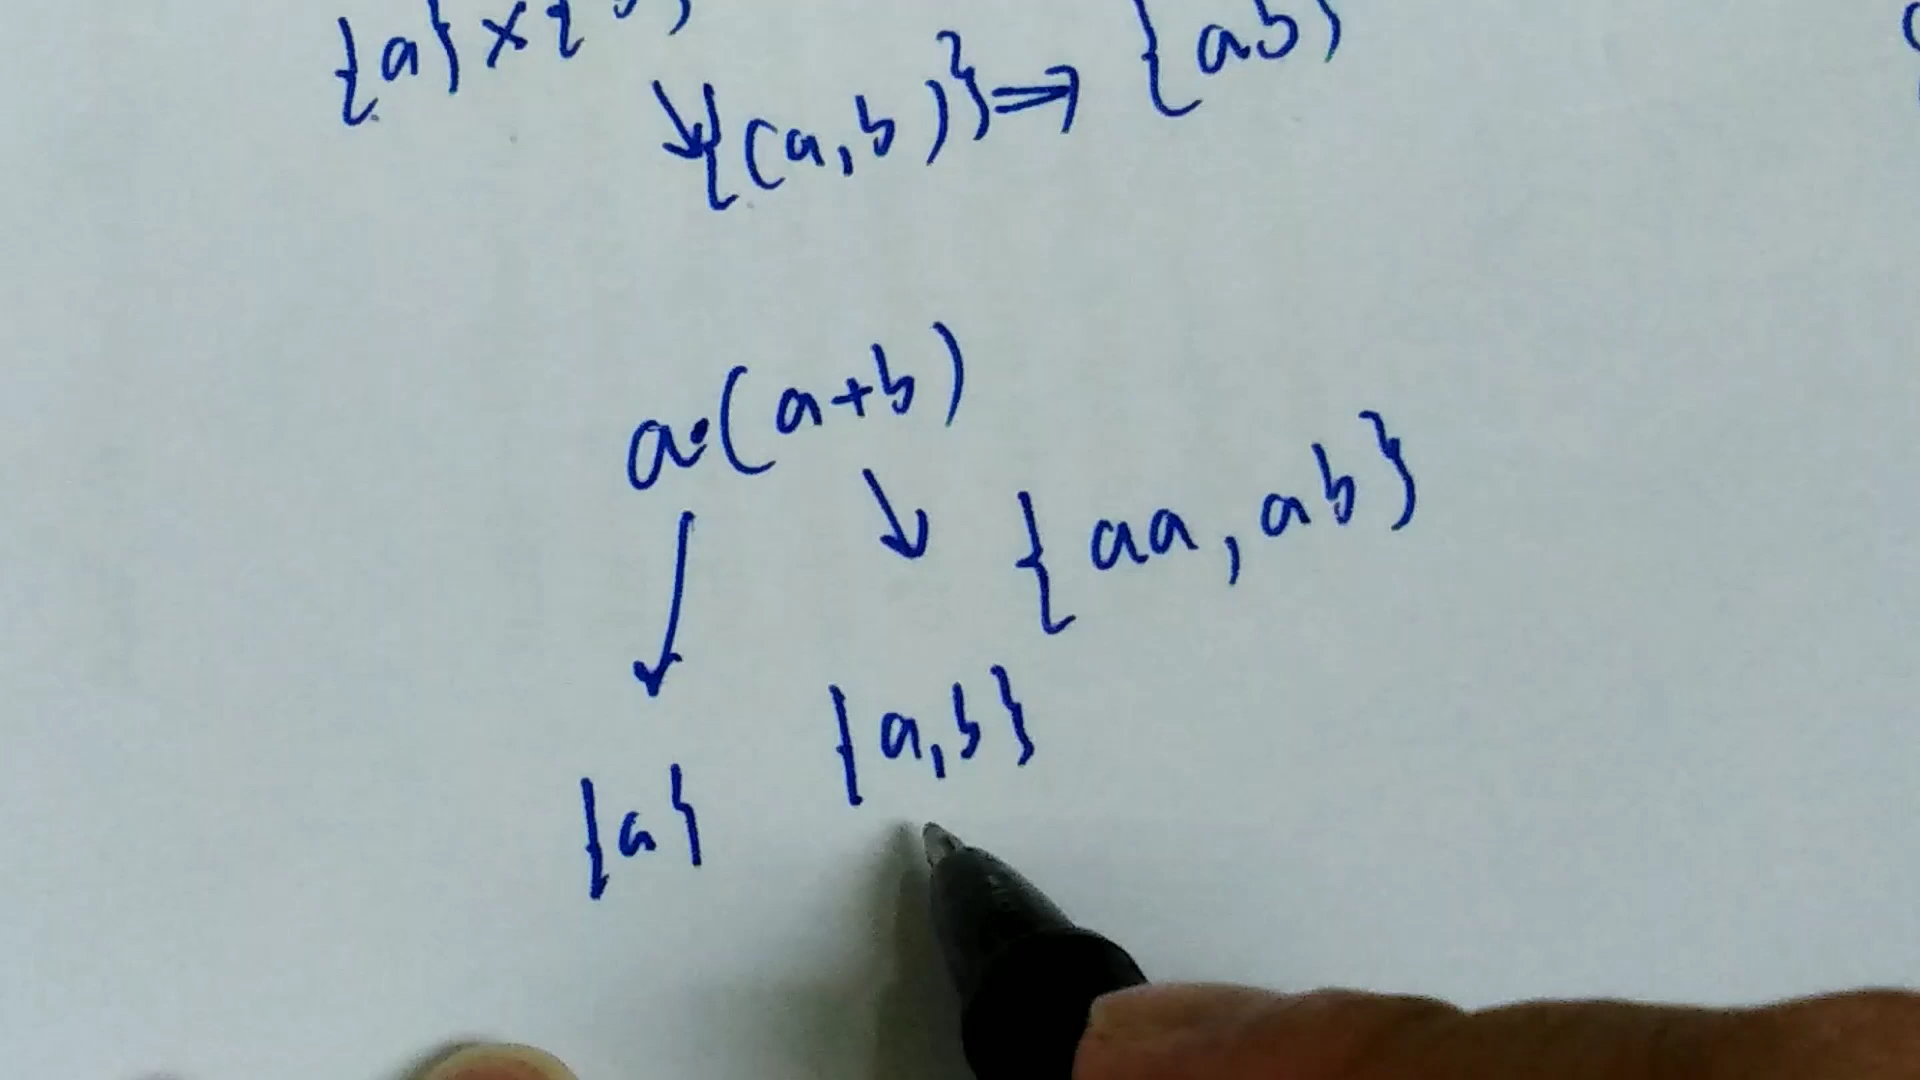 {a}×{
{(a,b)}⇒ {ab}
a·(a+b)
{aa,ab}
{a,b}
{a}